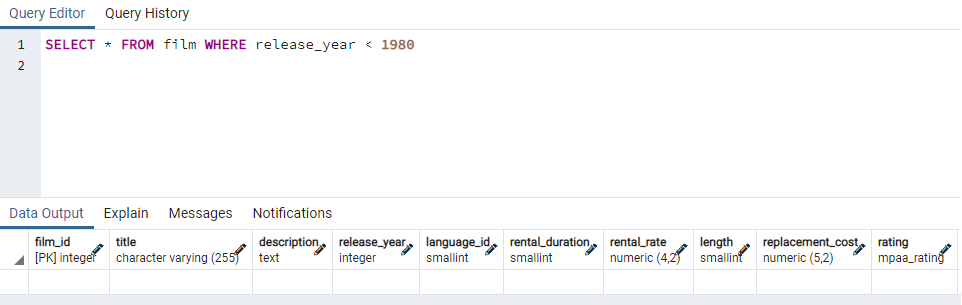 Query Editor Query History
1 SELECT * FROM film WHERE release_year < 1980
2
Data Output Explain Messages Notifications
film_id title description release_year language_id rental_duration rental_rate length replacement_cost rating
[PK] integer character varying (255) text integer smallint smallint numeric (4,2) smallint numeric (5,2) mpaa_rating